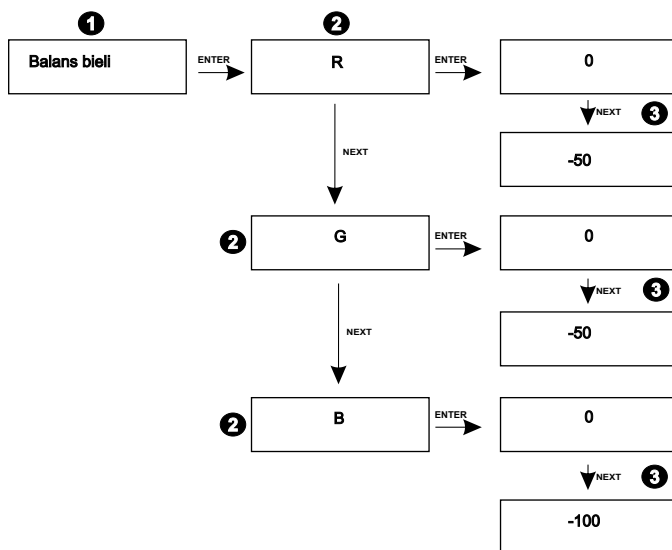 1 2
Balans bieli ENTER R ENTER 0
NEXT 3
-50
NEXT
2 G ENTER 0
NEXT 3
-50
NEXT
2 B ENTER 0
NEXT 3
-100